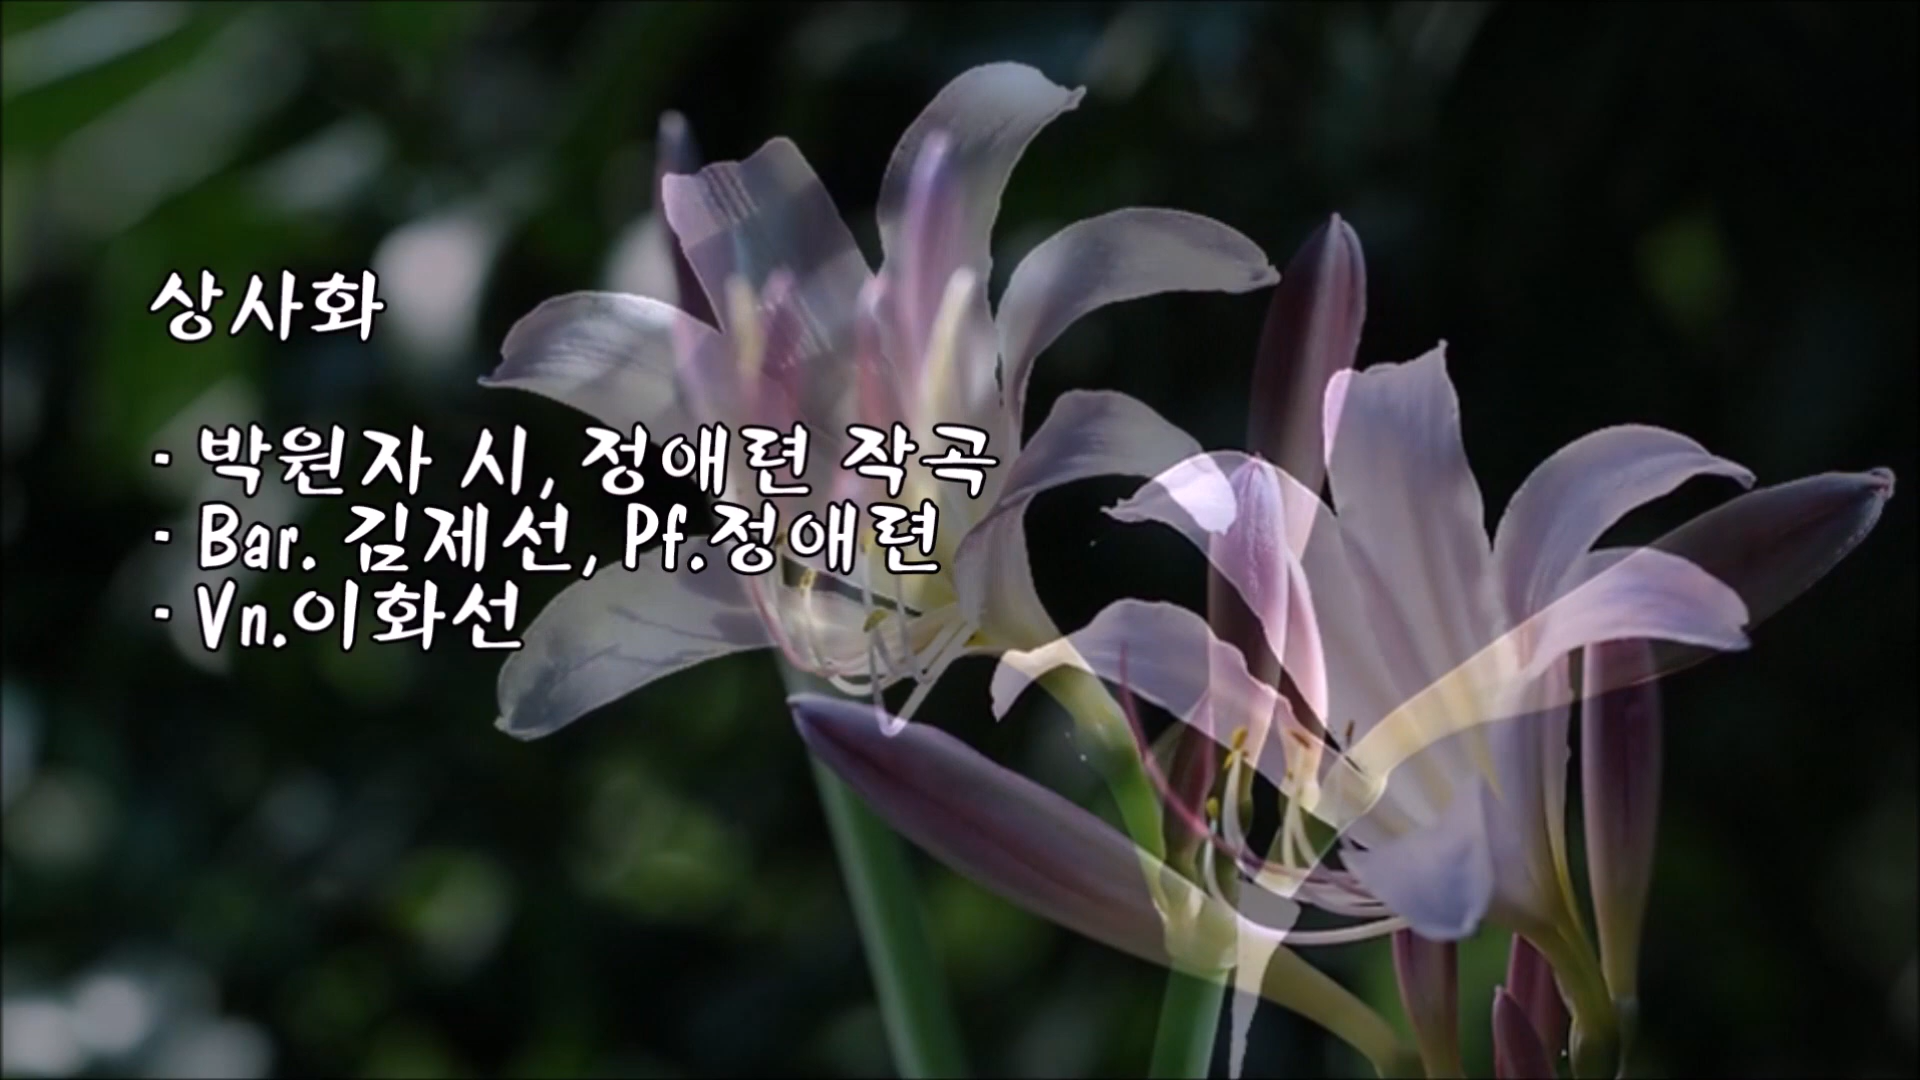 상사화
· 박원자 시, 정애련 작곡
· Bar. 김제선, Pf.정애련
· Vn.이화선